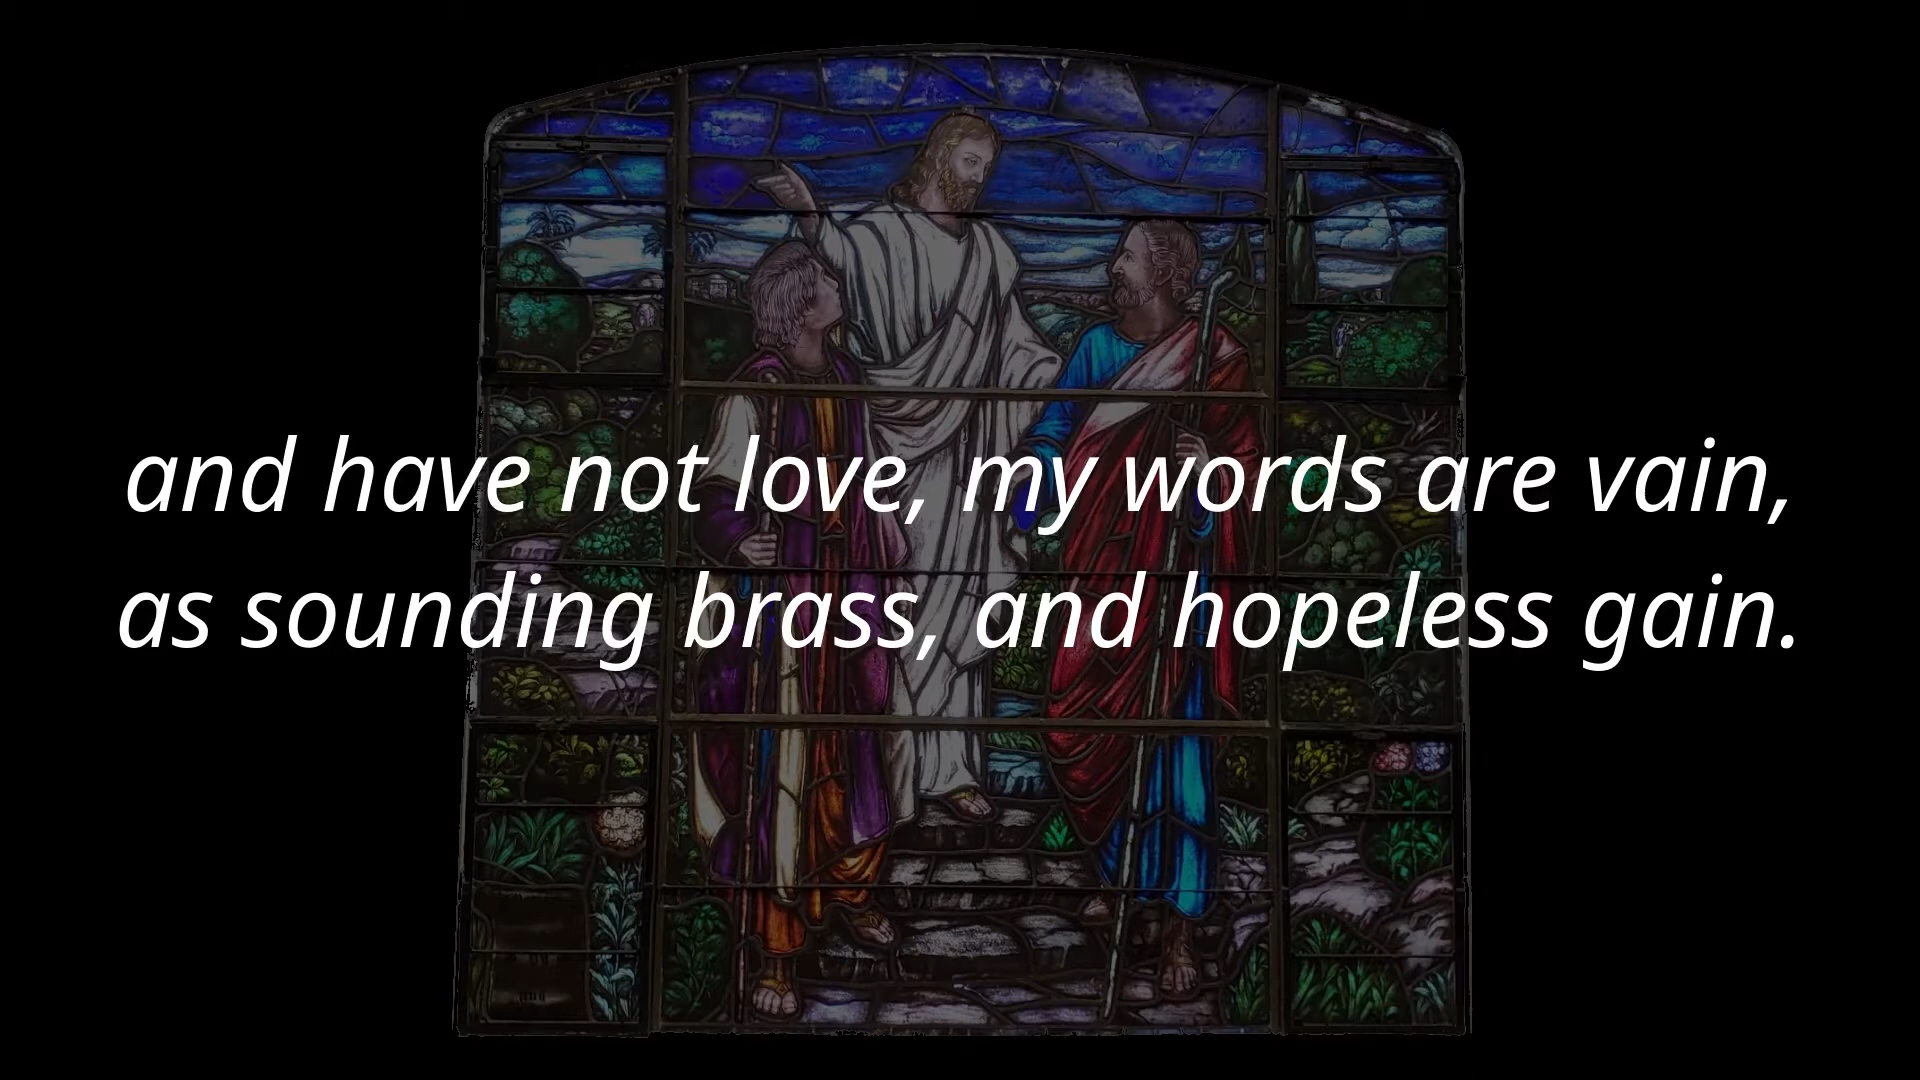 and have not love, my words are vain,
as sounding brass, and hopeless gain.